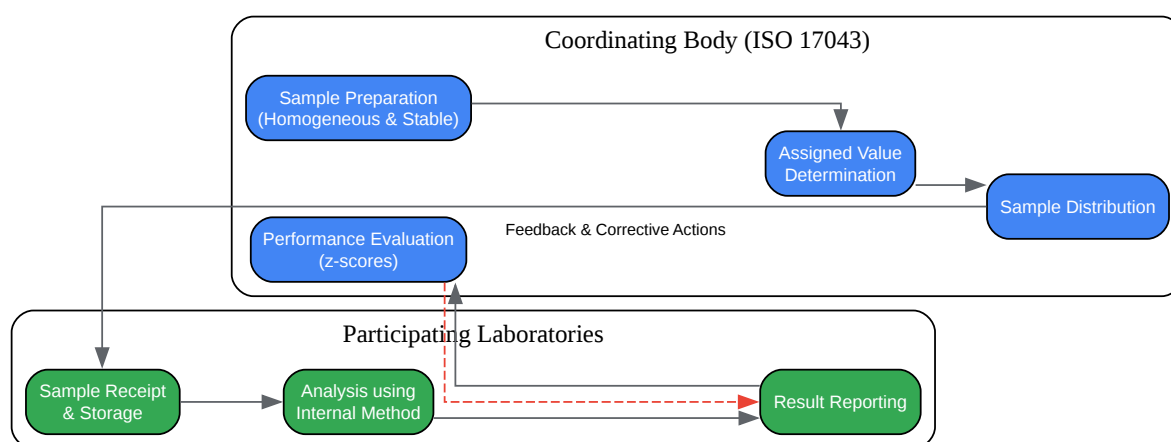 Coordinating Body (ISO 17043)
Sample Preparation
(Homogeneous & Stable)
Assigned Value
Determination
Sample Distribution
Feedback & Corrective Actions
Performance Evaluation
(z-scores)
Participating Laboratories
Sample Receipt
& Storage
Analysis using
Internal Method
Result Reporting